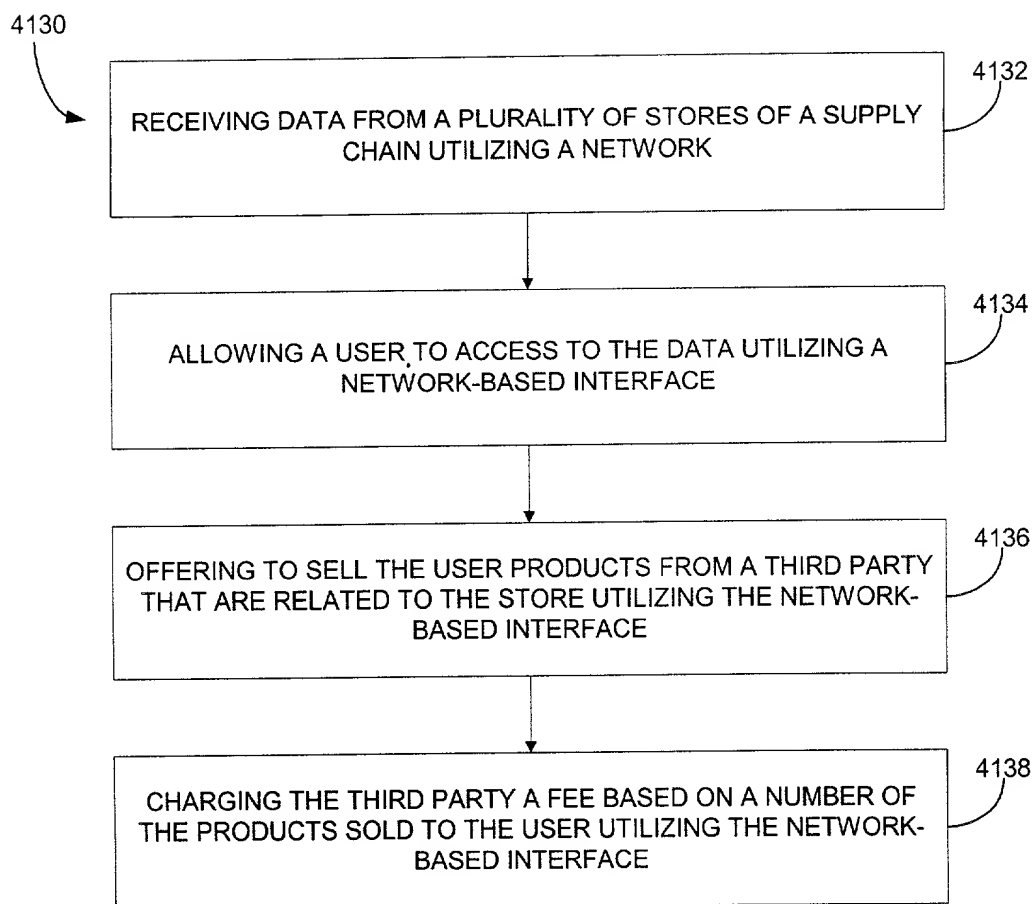 4130
4132
RECEIVING DATA FROM A PLURALITY OF STORES OF A SUPPLY
CHAIN UTILIZING A NETWORK
4134
ALLOWING A USER TO ACCESS TO THE DATA UTILIZING A
NETWORK-BASED INTERFACE
4136
OFFERING TO SELL THE USER PRODUCTS FROM A THIRD PARTY
THAT ARE RELATED TO THE STORE UTILIZING THE NETWORK-
BASED INTERFACE
4138
CHARGING THE THIRD PARTY A FEE BASED ON A NUMBER OF
THE PRODUCTS SOLD TO THE USER UTILIZING THE NETWORK-
BASED INTERFACE